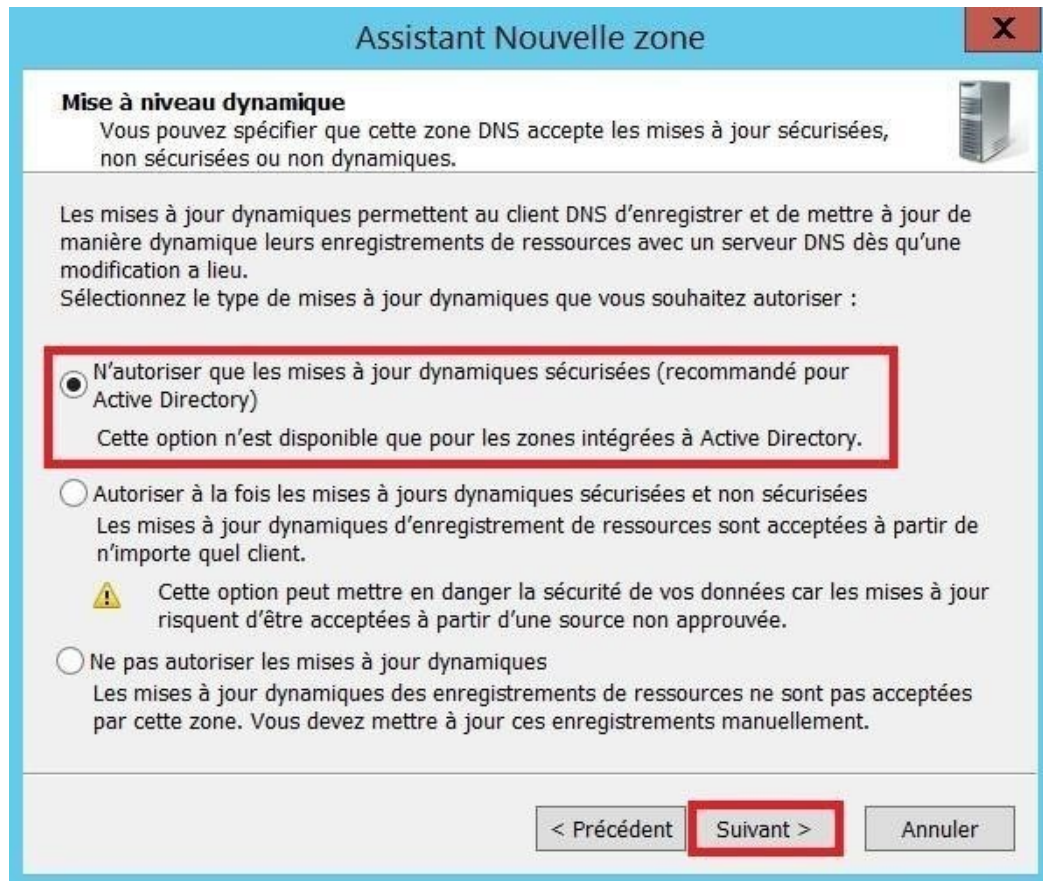 Assistant Nouvelle zone
X
Mise à niveau dynamique
Vous pouvez spécifier que cette zone DNS accepte les mises à jour sécurisées,
non sécurisées ou non dynamiques.
Les mises à jour dynamiques permettent au client DNS d’enregistrer et de mettre à jour de
manière dynamique leurs enregistrements de ressources avec un serveur DNS dès qu’une
modification a lieu.
Sélectionnez le type de mises à jour dynamiques que vous souhaitez autoriser :
N’autoriser que les mises à jour dynamiques sécurisées (recommandé pour
Active Directory)
Cette option n’est disponible que pour les zones intégrées à Active Directory.
Autoriser à la fois les mises à jours dynamiques sécurisées et non sécurisées
Les mises à jour dynamiques d’enregistrement de ressources sont acceptées à partir de
n’importe quel client.
Cette option peut mettre en danger la sécurité de vos données car les mises à jour
risquent d’être acceptées à partir d’une source non approuvée.
Ne pas autoriser les mises à jour dynamiques
Les mises à jour dynamiques des enregistrements de ressources ne sont pas acceptées
par cette zone. Vous devez mettre à jour ces enregistrements manuellement.
< Précédent Suivant > Annuler